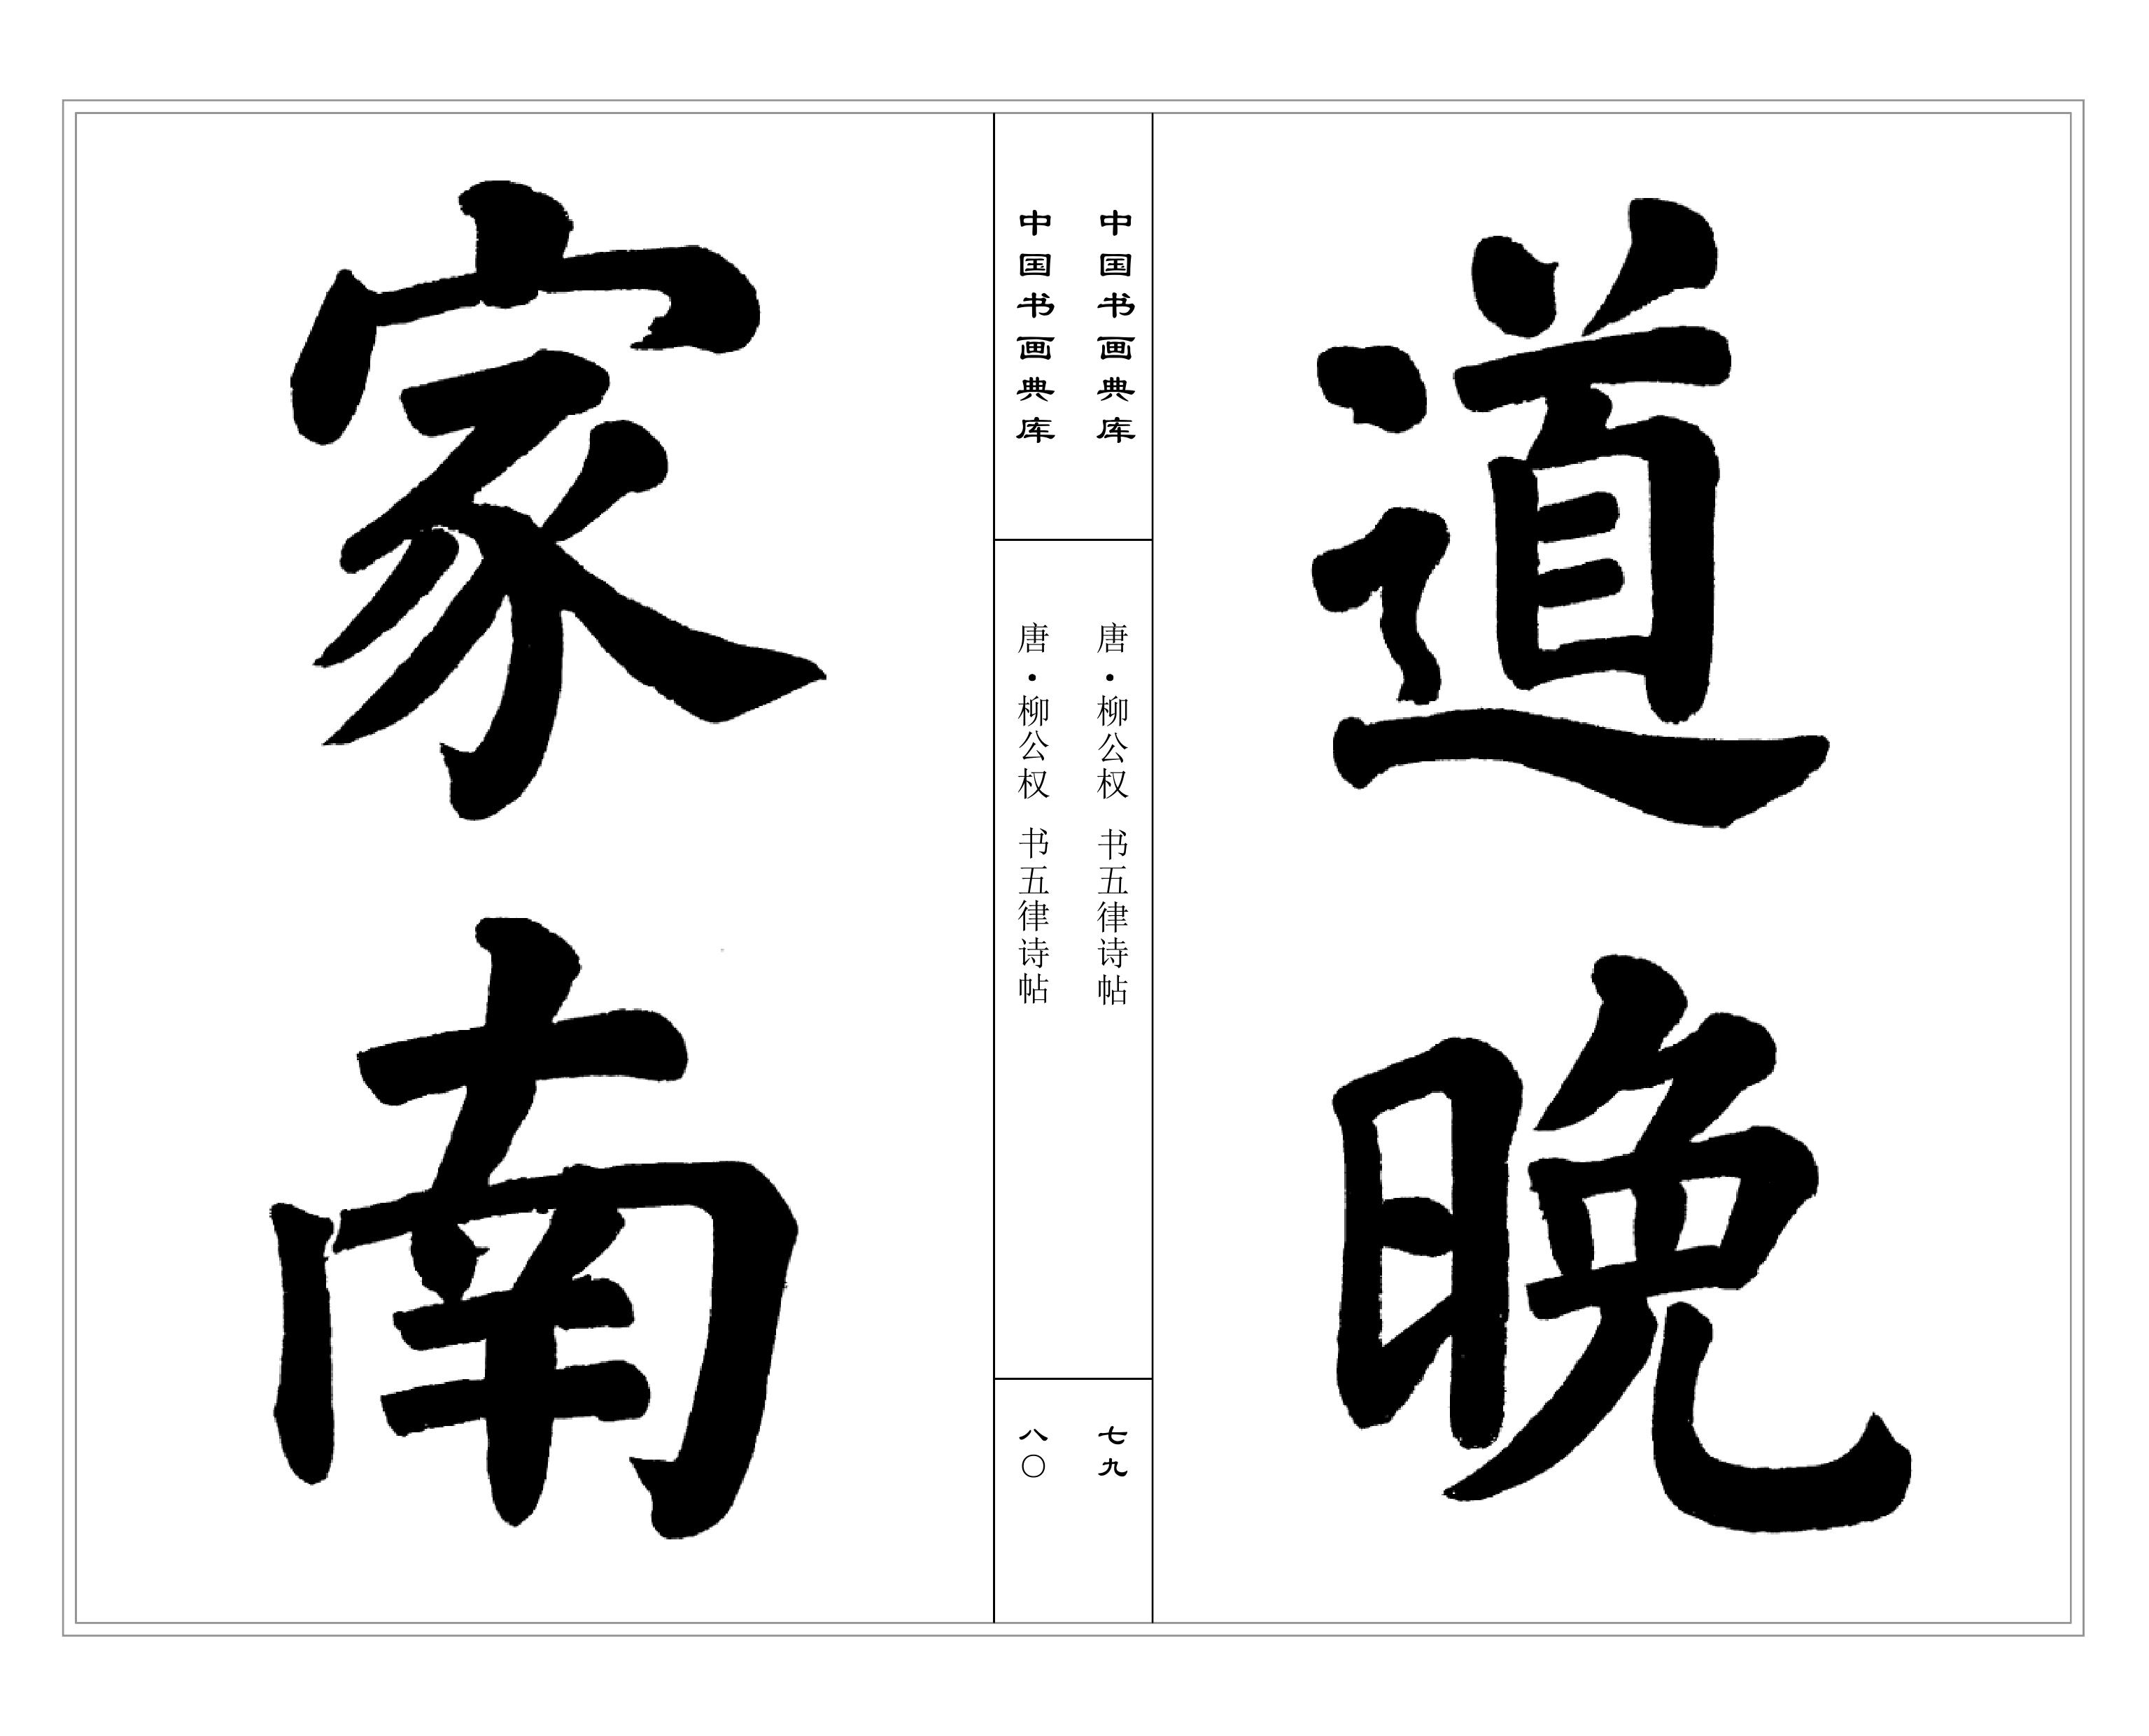 道晚
中国书画典库
唐·柳公权 书五律诗帖
七九
中国书画典库
唐·柳公权 书五律诗帖
八〇
家南